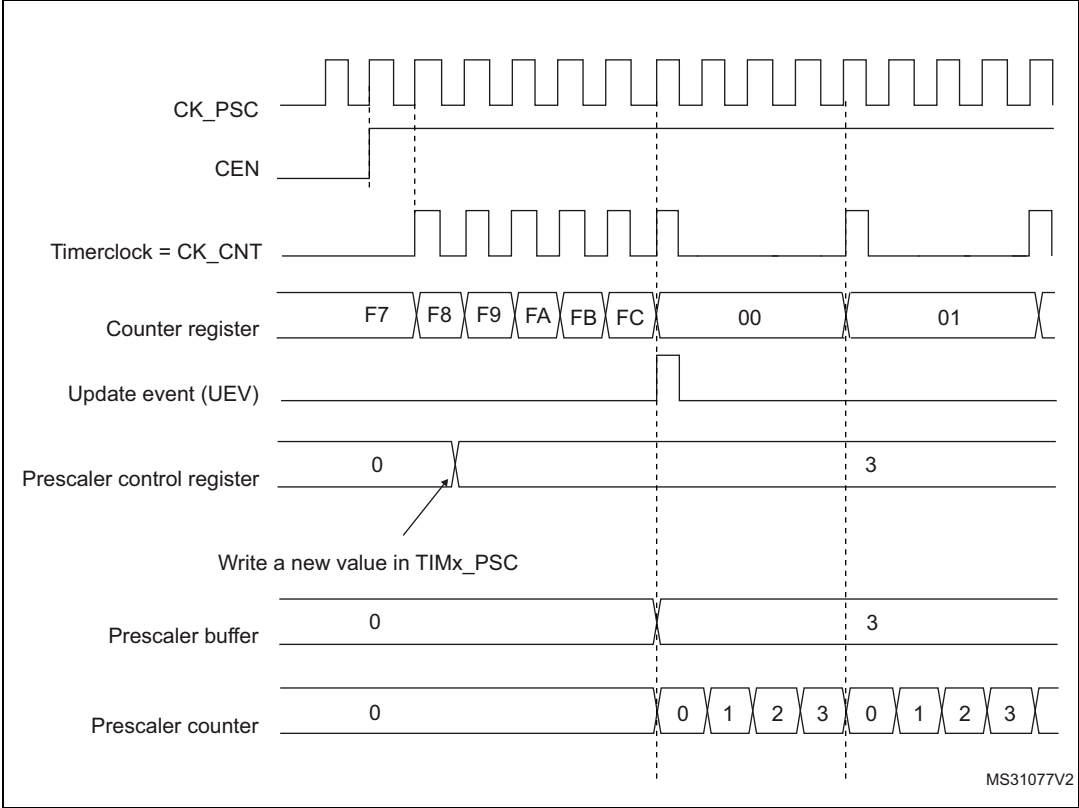 CK_PSC
CEN
Timerclock = CK_CNT
Counter register F7 F8 F9 FA FB FC 00 01
Update event (UEV)
Prescaler control register 0 3
Write a new value in TIMx_PSC
Prescaler buffer 0 3
Prescaler counter 0 0 1 2 3 0 1 2 3
MS31077V2